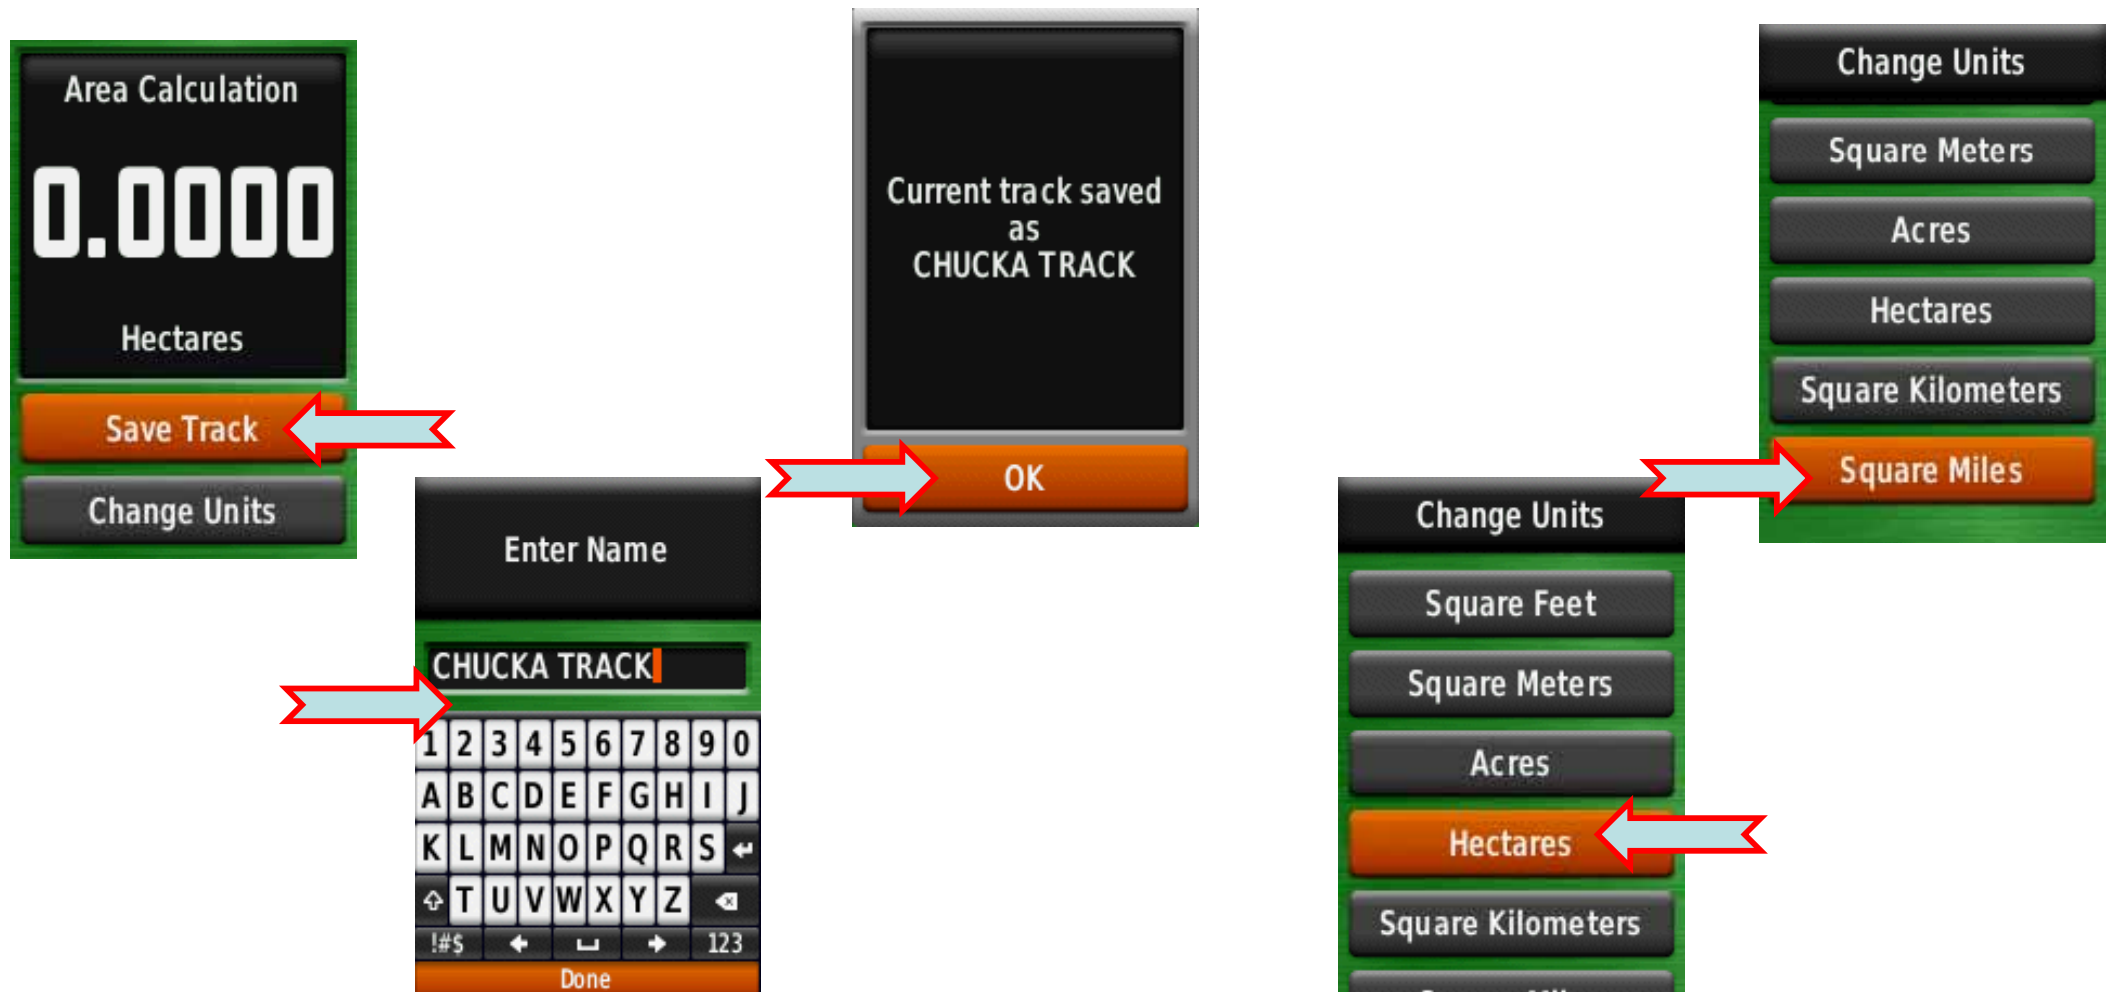 Area Calculation
0.0000
Hectares
Save Track
Change Units
Enter Name
CHUCKA TRACK
1 2 3 4 5 6 7 8 9 0
A B C D E F G H I J
K L M N O P Q R S
T U V W X Y Z
!#$ 123
Done
Current track saved
as
CHUCKA TRACK
OK
Change Units
Square Feet
Square Meters
Acres
Hectares
Square Kilometers
Change Units
Square Meters
Acres
Hectares
Square Kilometers
Square Miles